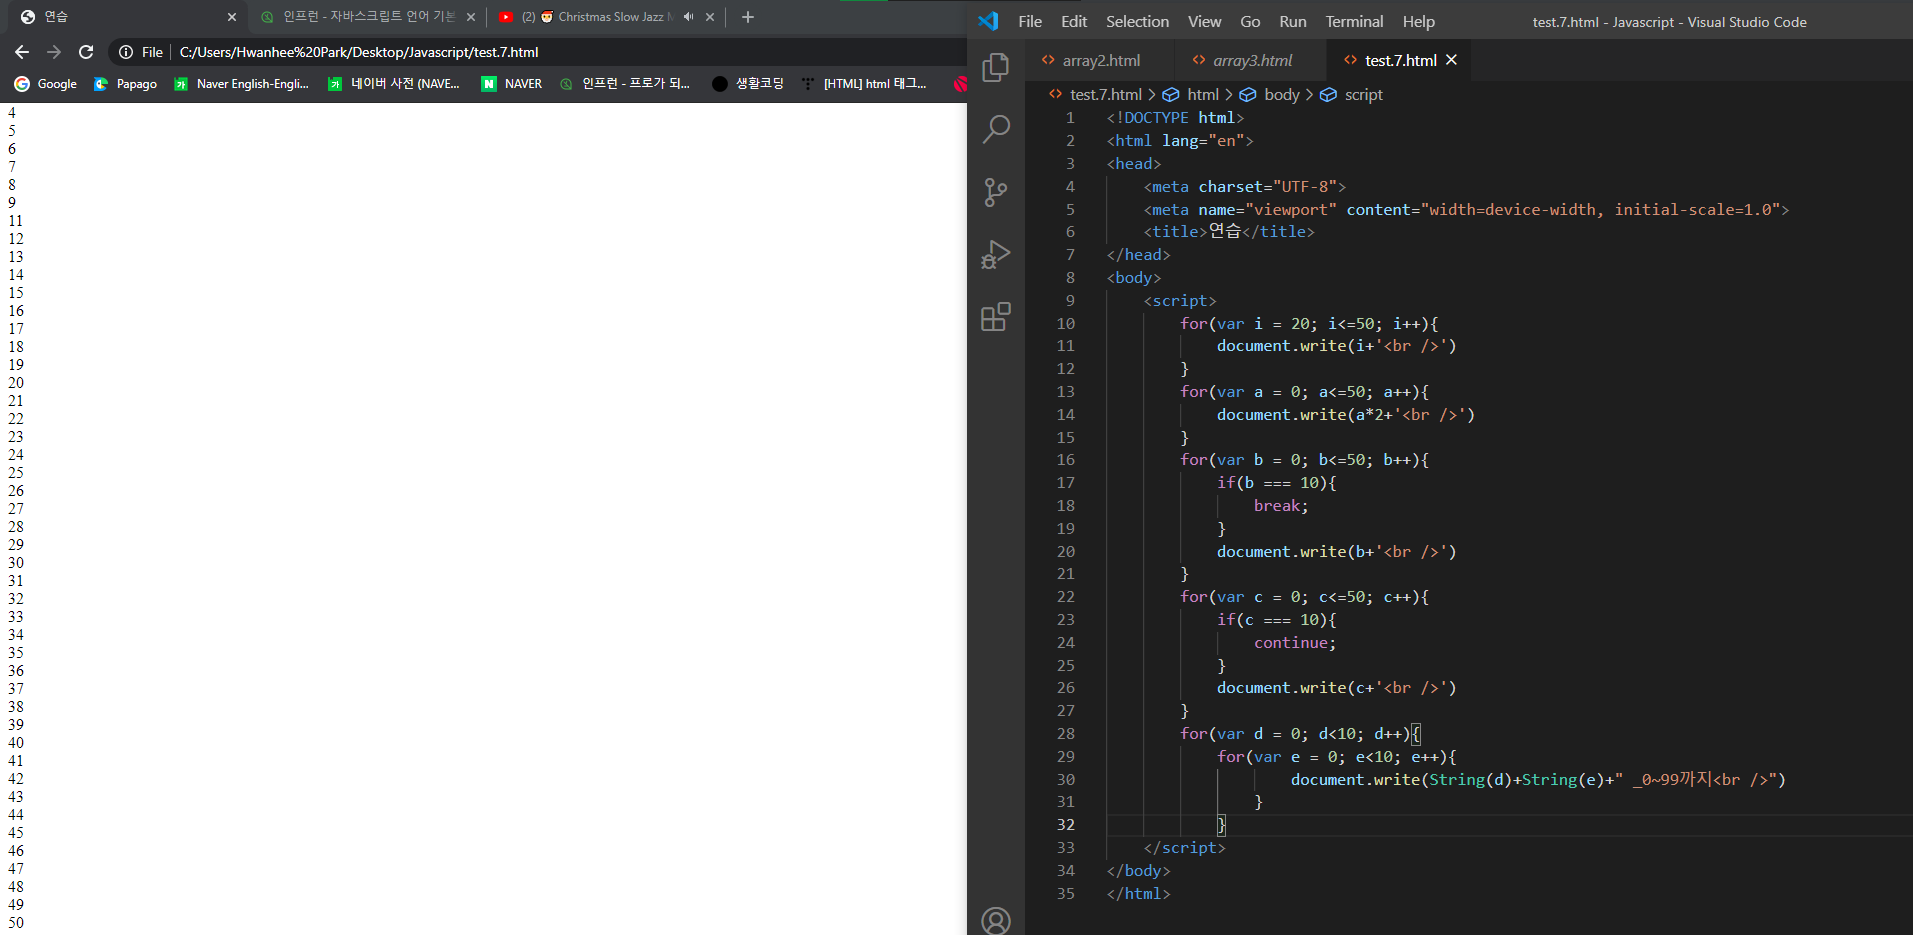 연습
인프런 - 자바스크립트 언어 기본
(2) 🎅 Christmas Slow Jazz M
File C:/Users/Hwanhee%20Park/Desktop/Javascript/test.7.html
Google Papago Naver English-Engli... 네이버 사전 (NAVE... NAVER 인프런 - 프로가 되... 생활코딩 [HTML] html 태그...
4
5
6
7
8
9
11
12
13
14
15
16
17
18
19
20
21
22
23
24
25
26
27
28
29
30
31
32
33
34
35
36
37
38
39
40
41
42
43
44
45
46
47
48
49
50
File Edit Selection View Go Run Terminal Help test.7.html - Javascript - Visual Studio Code
array2.html array3.html test.7.html
test.7.html > html > body > script
1 <!DOCTYPE html>
2 <html lang="en">
3 <head>
4 <meta charset="UTF-8">
5 <meta name="viewport" content="width=device-width, initial-scale=1.0">
6 <title>연습</title>
7 </head>
8 <body>
9 <script>
10 for(var i = 20; i<=50; i++){
11 document.write(i+'<br />')
12 }
13 for(var a = 0; a<=50; a++){
14 document.write(a*2+'<br />')
15 }
16 for(var b = 0; b<=50; b++){
17 if(b === 10){
18 break;
19 }
20 document.write(b+'<br />')
21 }
22 for(var c = 0; c<=50; c++){
23 if(c === 10){
24 continue;
25 }
26 document.write(c+'<br />')
27 }
28 for(var d = 0; d<10; d++){
29 for(var e = 0; e<10; e++){
30 document.write(String(d)+String(e)+" _0~99까지<br />")
31 }
32 }
33 </script>
34 </body>
35 </html>